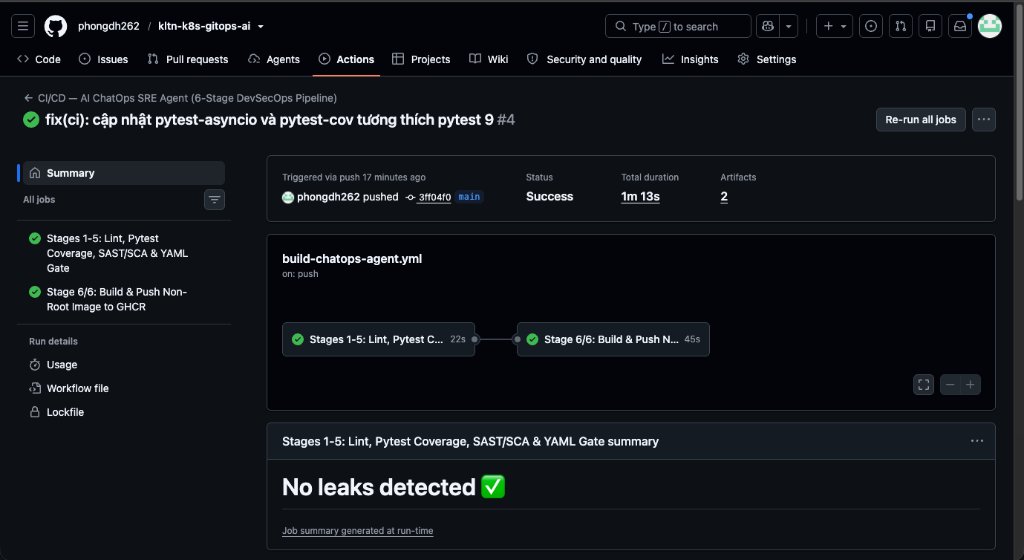 phongdh262 / kltn-k8s-gitops-ai
Type / to search
Code
Issues
Pull requests
Agents
Actions
Projects
Wiki
Security and quality
Insights
Settings
← CI/CD — AI ChatOps SRE Agent (6-Stage DevSecOps Pipeline)
fix(ci): cập nhật pytest-asyncio và pytest-cov tương thích pytest 9 #4
Re-run all jobs
Summary
All jobs
Stages 1-5: Lint, Pytest
Coverage, SAST/SCA & YAML
Gate
Stage 6/6: Build & Push Non-
Root Image to GHCR
Run details
Usage
Workflow file
Lockfile
Triggered via push 17 minutes ago
phongdh262 pushed 3ff04f0 main
Status
Success
Total duration
1m 13s
Artifacts
2
build-chatops-agent.yml
on: push
Stages 1-5: Lint, Pytest C... 22s
Stage 6/6: Build & Push N... 45s
Stages 1-5: Lint, Pytest Coverage, SAST/SCA & YAML Gate summary
No leaks detected ✅
Job summary generated at run-time